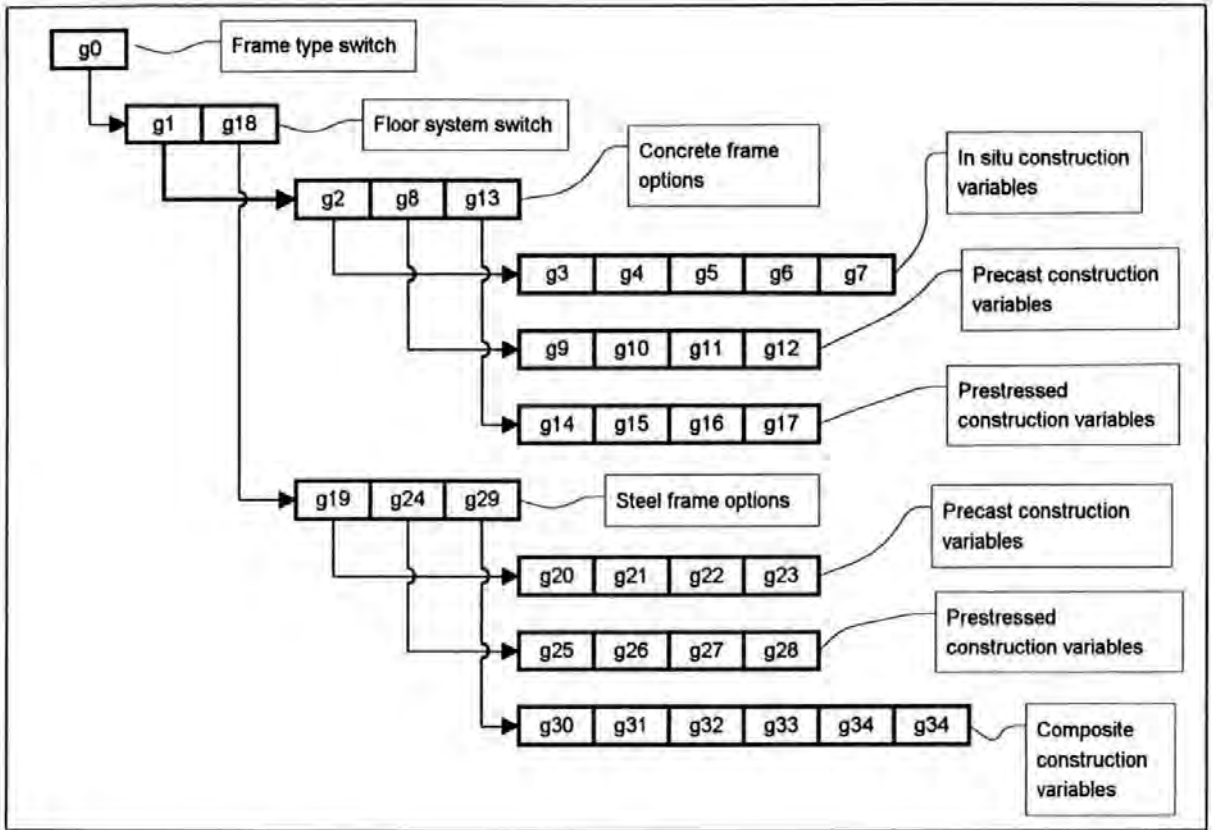 g0
Frame type switch
g1 g18
Floor system switch
Concrete frame
options
In situ construction
variables
g2 g8 g13
g3 g4 g5 g6 g7
Precast construction
variables
g9 g10 g11 g12
Prestressed
construction variables
g14 g15 g16 g17
g19 g24 g29
Steel frame options
Precast construction
variables
g20 g21 g22 g23
Prestressed
construction variables
g25 g26 g27 g28
g30 g31 g32 g33 g34 g34
Composite
construction
variables